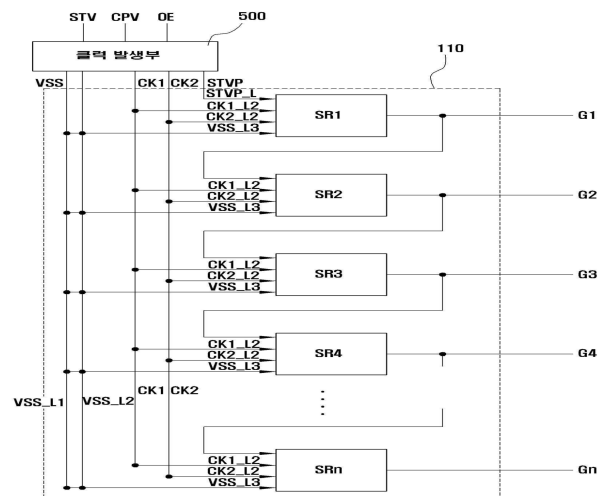 STV CPV OE
500
클럭 발생부
110
VSS CK1 CK2 STVP
STVP_L
CK1_L2
CK2_L2
VSS_L3
SR1
G1
CK1_L2
CK2_L2
VSS_L3
SR2
G2
CK1_L2
CK2_L2
VSS_L3
SR3
G3
CK1_L2
CK2_L2
VSS_L3
SR4
G4
VSS_L1 VSS_L2 CK1 CK2
CK1_L2
CK2_L2
VSS_L3
SRn
Gn